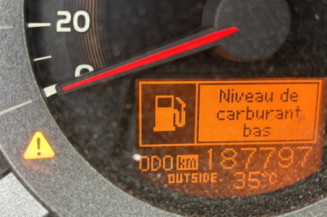 20
0
Niveau de
carburant
bas
ODO km 187797
OUTSIDE 35°C